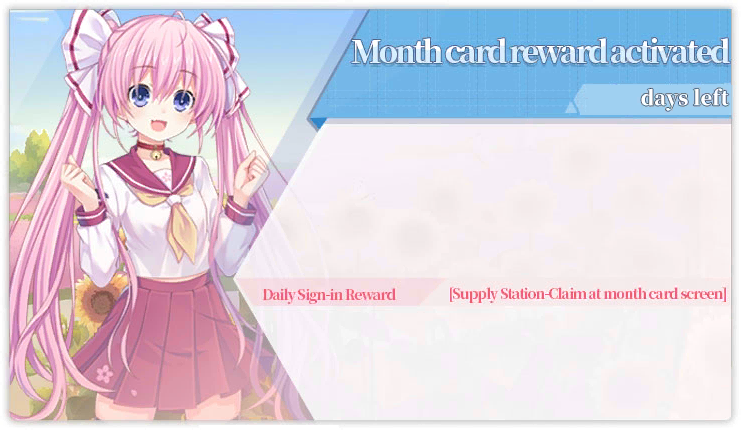 Month card reward activated
days left
Daily Sign-in Reward [Supply Station-Claim at month card screen]